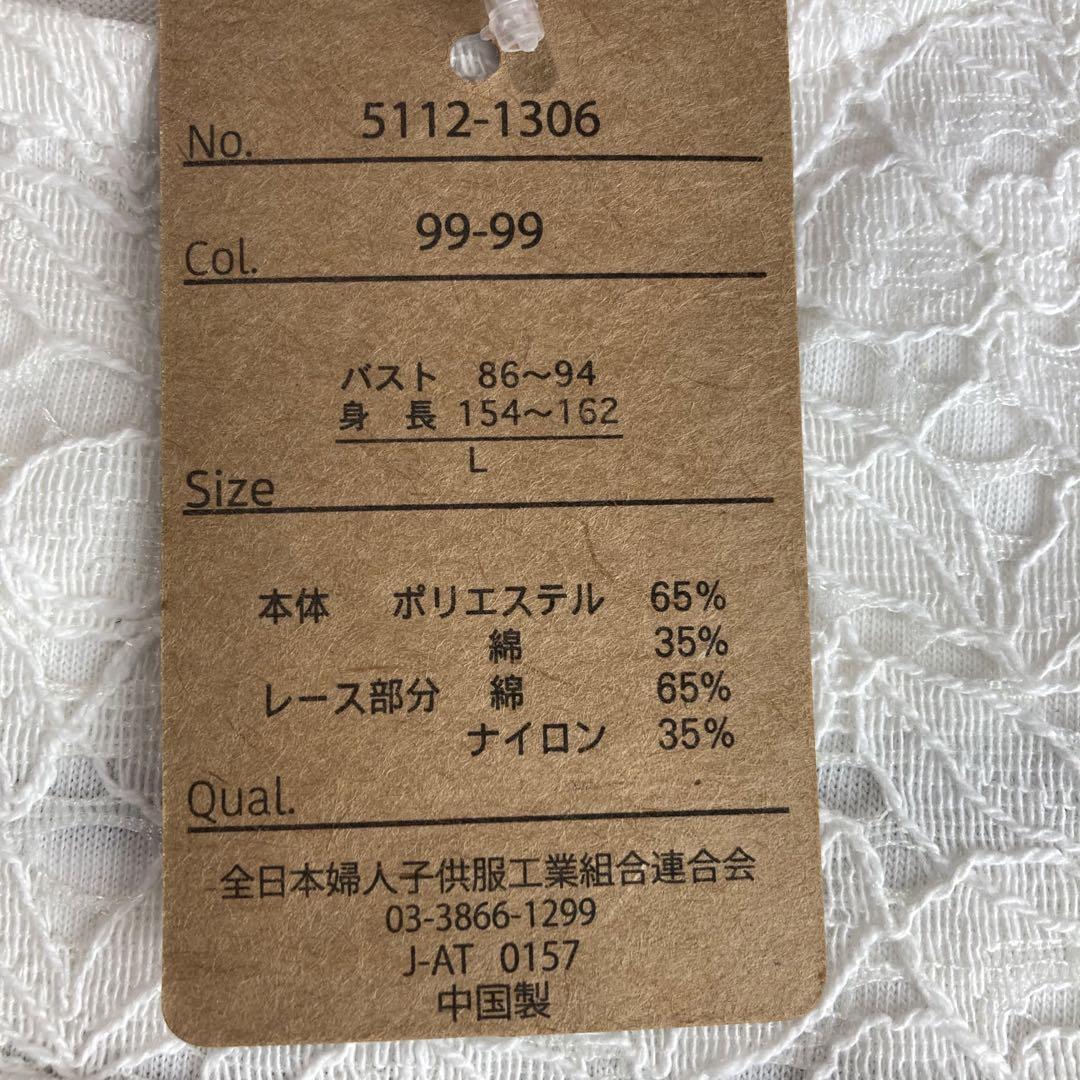 No. 5112-1306
Col. 99-99
バスト 86～94
身 長 154～162
L
Size
本体 ポリエステル 65%
綿 35%
レース部分 綿 65%
ナイロン 35%
Qual.
全日本婦人子供服工業組合連合会
03-3866-1299
J-AT 0157
中国製